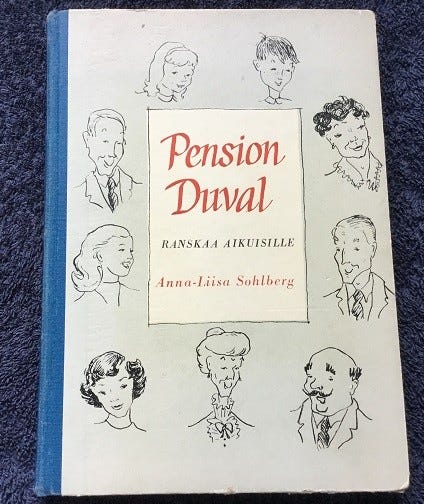 Pension
Duval
RANSKAA AIKUISILLE
Anna-Liisa Sohlberg